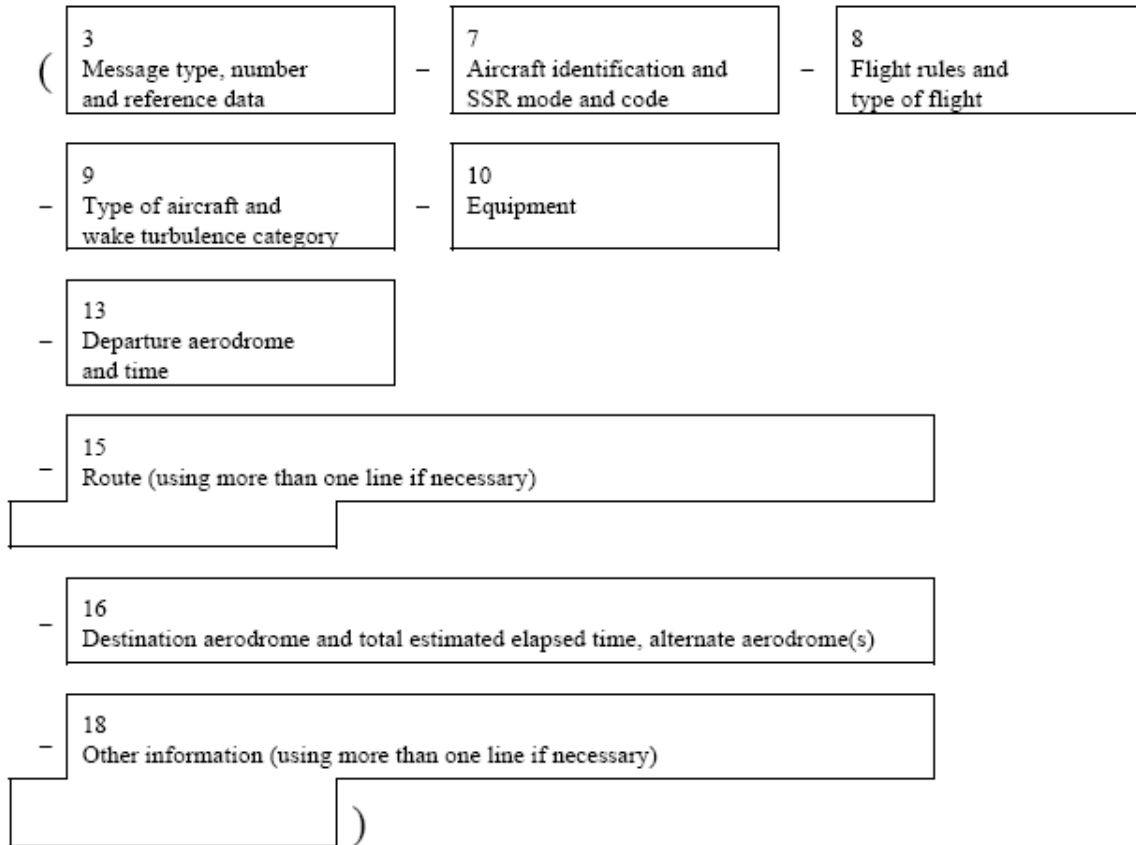 (
3
Message type, number
and reference data
–
7
Aircraft identification and
SSR mode and code
–
8
Flight rules and
type of flight
–
9
Type of aircraft and
wake turbulence category
–
10
Equipment
–
13
Departure aerodrome
and time
–
15
Route (using more than one line if necessary)
–
16
Destination aerodrome and total estimated elapsed time, alternate aerodrome(s)
–
18
Other information (using more than one line if necessary)
)